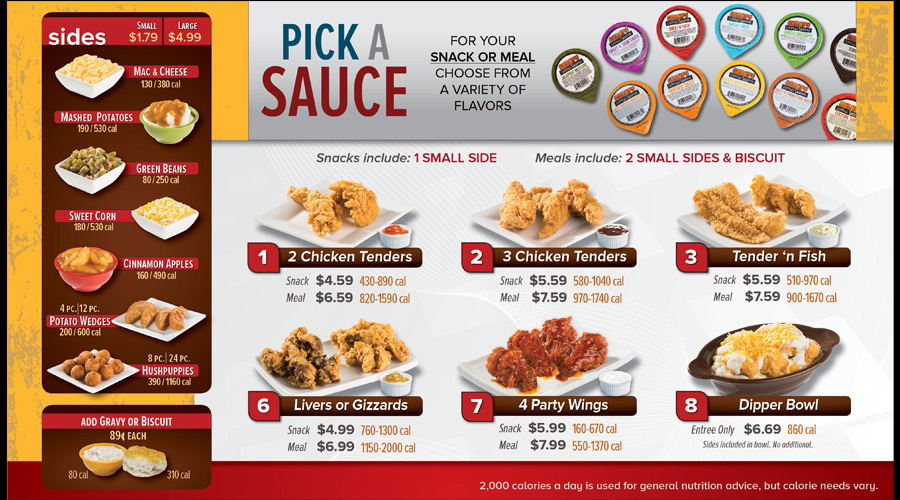 sides
SMALL $1.79
LARGE $4.99
MAC & CHEESE
130 / 380 cal
MASHED POTATOES
190 / 530 cal
GREEN BEANS
80 / 250 cal
SWEET CORN
180 / 530 cal
CINNAMON APPLES
160 / 490 cal
4 PC. | 12 PC.
POTATO WEDGES
200 / 600 cal
8 PC. | 24 PC.
HUSHPUPPIES
390 / 1160 cal
ADD GRAVY OR BISCUIT
89¢ EACH
80 cal
310 cal
PICK A
SAUCE
FOR YOUR
SNACK OR MEAL
CHOOSE FROM
A VARIETY OF
FLAVORS
Snacks include: 1 SMALL SIDE
Meals include: 2 SMALL SIDES & BISCUIT
1 2 Chicken Tenders
Snack $4.59 430-890 cal
Meal $6.59 820-1590 cal
2 3 Chicken Tenders
Snack $5.59 580-1040 cal
Meal $7.59 970-1740 cal
3 Tender 'n Fish
Snack $5.59 510-970 cal
Meal $7.59 900-1670 cal
6 Livers or Gizzards
Snack $4.99 760-1300 cal
Meal $6.99 1150-2000 cal
7 4 Party Wings
Snack $5.99 160-670 cal
Meal $7.99 550-1370 cal
8 Dipper Bowl
Entree Only $6.69 860 cal
Sides included in bowl. No additional.
2,000 calories a day is used for general nutrition advice, but calorie needs vary.